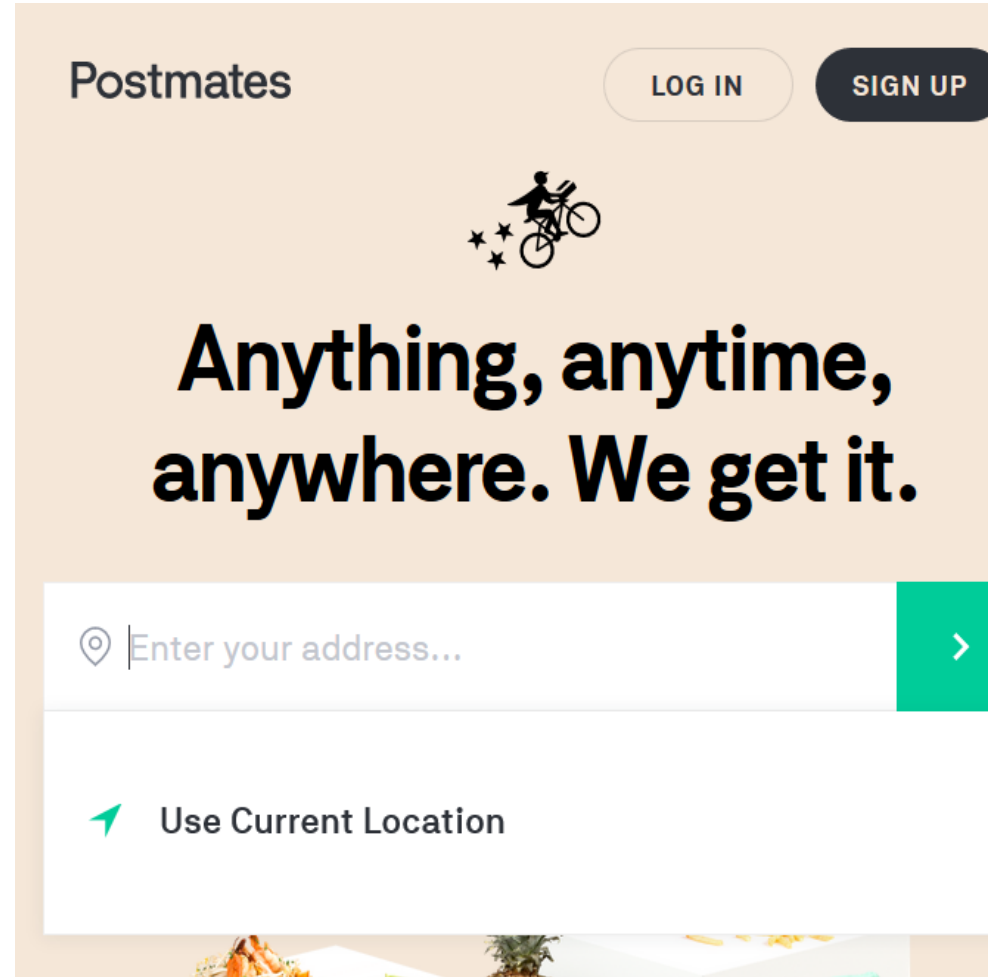 Postmates
LOG IN
SIGN UP
Anything, anytime,
anywhere. We get it.
Enter your address...
Use Current Location